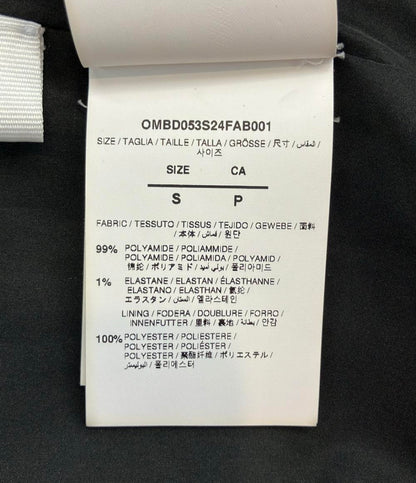 OMBD053S24FAB001
SIZE / TAGLIA / TAILLE / TALLA / GRÖSSE / 尺寸 / المقاس /
사이즈
SIZE CA
S P
FABRIC / TESSUTO / TISSUS / TEJIDO / GEWEBE / 面料
/ 本体 / قماش / 원단
99% POLYAMIDE / POLIAMMIDE /
POLYAMIDE / POLIAMIDA / POLYAMID /
锦纶 / ポリアミド / بولي أميد / 폴리아미드
1% ELASTANE / ELASTAN / ÉLASTHANNE /
ELASTANO / ELASTHAN / 氨纶 /
エラスタン / / 엘라스테인
LINING / FODERA / DOUBLURE / FORRO /
INNENFUTTER / 里料 / 裏地 / بطانة / 안감
100% POLYESTER / POLIESTERE /
POLYESTER / POLIÉSTER /
POLYESTER / 聚酯纤维 / ポリエステル /
البوليستر / 폴리에스터